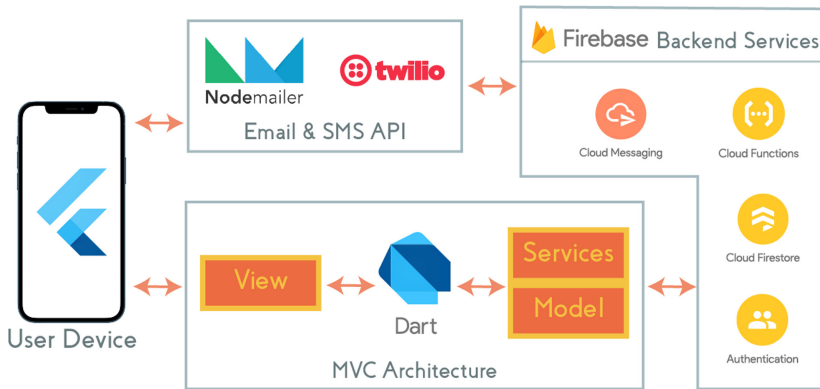 Nodemailer
twilio
Email & SMS API
Firebase Backend Services
Cloud Messaging
Cloud Functions
Cloud Firestore
Authentication
User Device
View
Dart
Services
Model
MVC Architecture